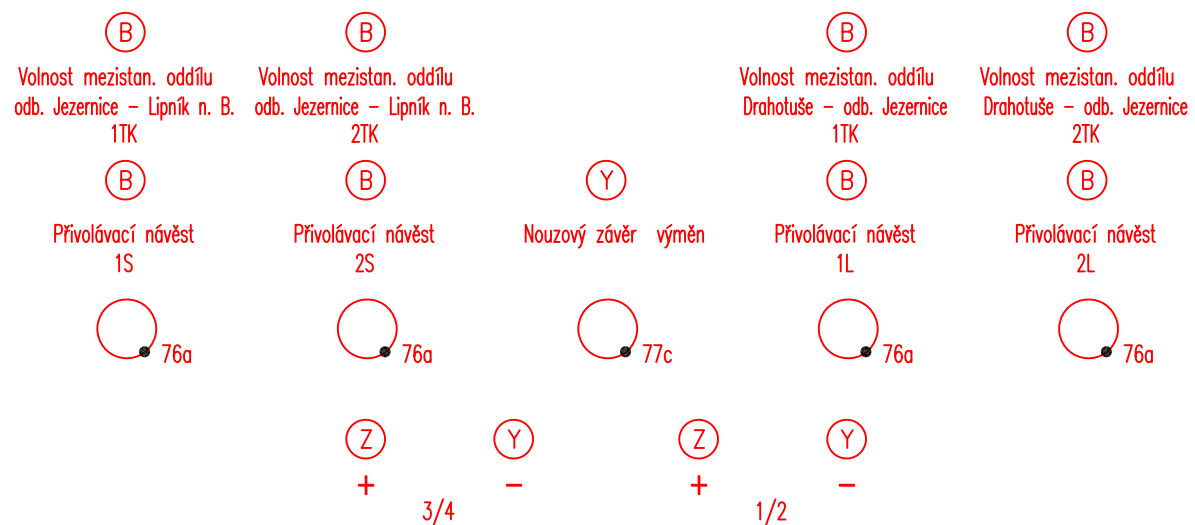 B B B B
Volnost mezistan. oddílu Volnost mezistan. oddílu Volnost mezistan. oddílu Volnost mezistan. oddílu
odb. Jezernice – Lipník n. B. odb. Jezernice – Lipník n. B. Drahotuše – odb. Jezernice Drahotuše – odb. Jezernice
1TK 2TK 1TK 2TK
B B Y B B
Přivolávací návěst Přivolávací návěst Nouzový závěr výměn Přivolávací návěst Přivolávací návěst
1S 2S 1L 2L
76a 76a 77c 76a 76a
Z Y Z Y
+ – + –
3/4 1/2